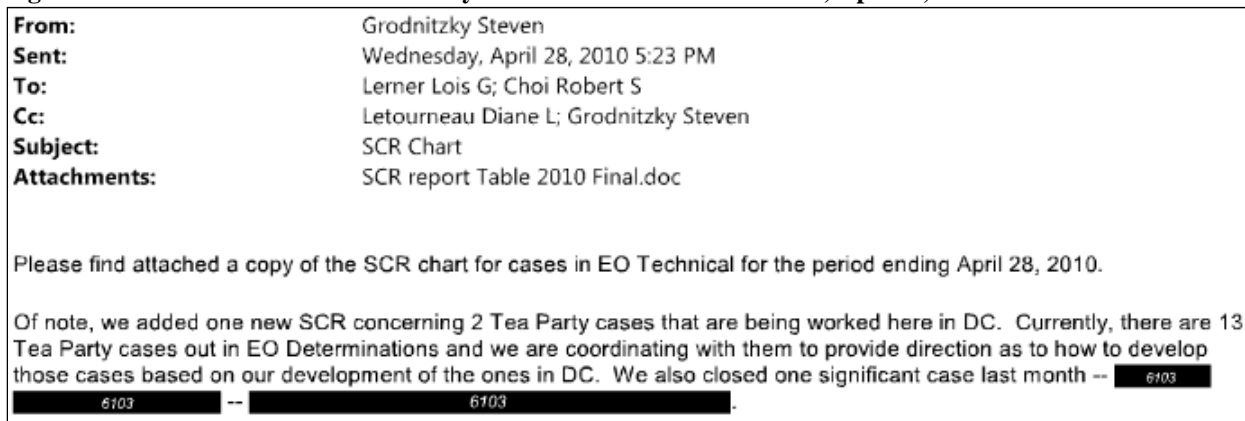 From: Grodnitzky Steven
Sent: Wednesday, April 28, 2010 5:23 PM
To: Lerner Lois G; Choi Robert S
Cc: Letourneau Diane L; Grodnitzky Steven
Subject: SCR Chart
Attachments: SCR report Table 2010 Final.doc
Please find attached a copy of the SCR chart for cases in EO Technical for the period ending April 28, 2010.
Of note, we added one new SCR concerning 2 Tea Party cases that are being worked here in DC. Currently, there are 13
Tea Party cases out in EO Determinations and we are coordinating with them to provide direction as to how to develop
those cases based on our development of the ones in DC. We also closed one significant case last month -- 6103
6103 -- 6103.